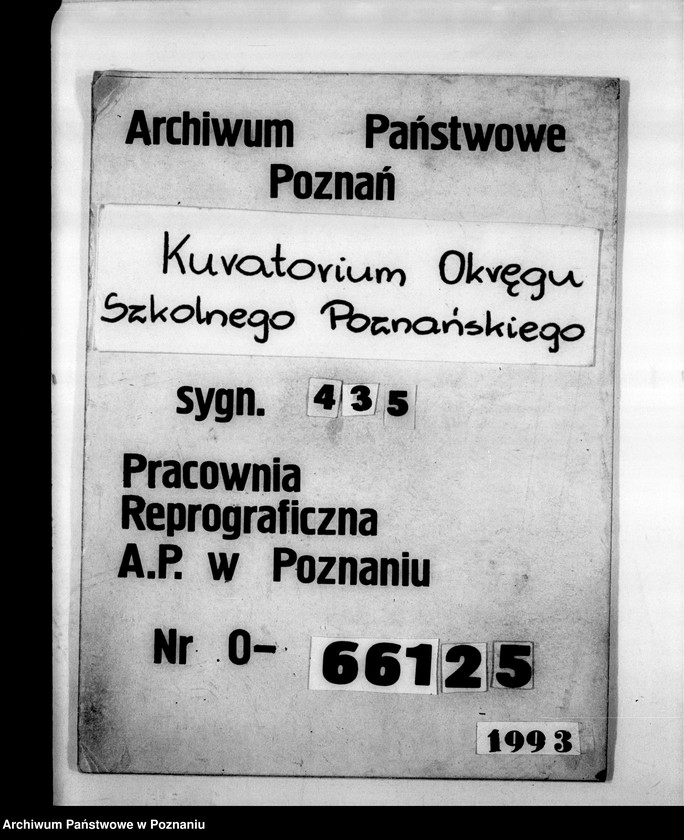 Archiwum Państwowe
Poznań
Kuratorium Okręgu
Szkolnego Poznańskiego
sygn. 435
Pracownia
Reprograficzna
A.P. w Poznaniu
Nr 0- 66125
1993
Archiwum Państwowe w Poznaniu